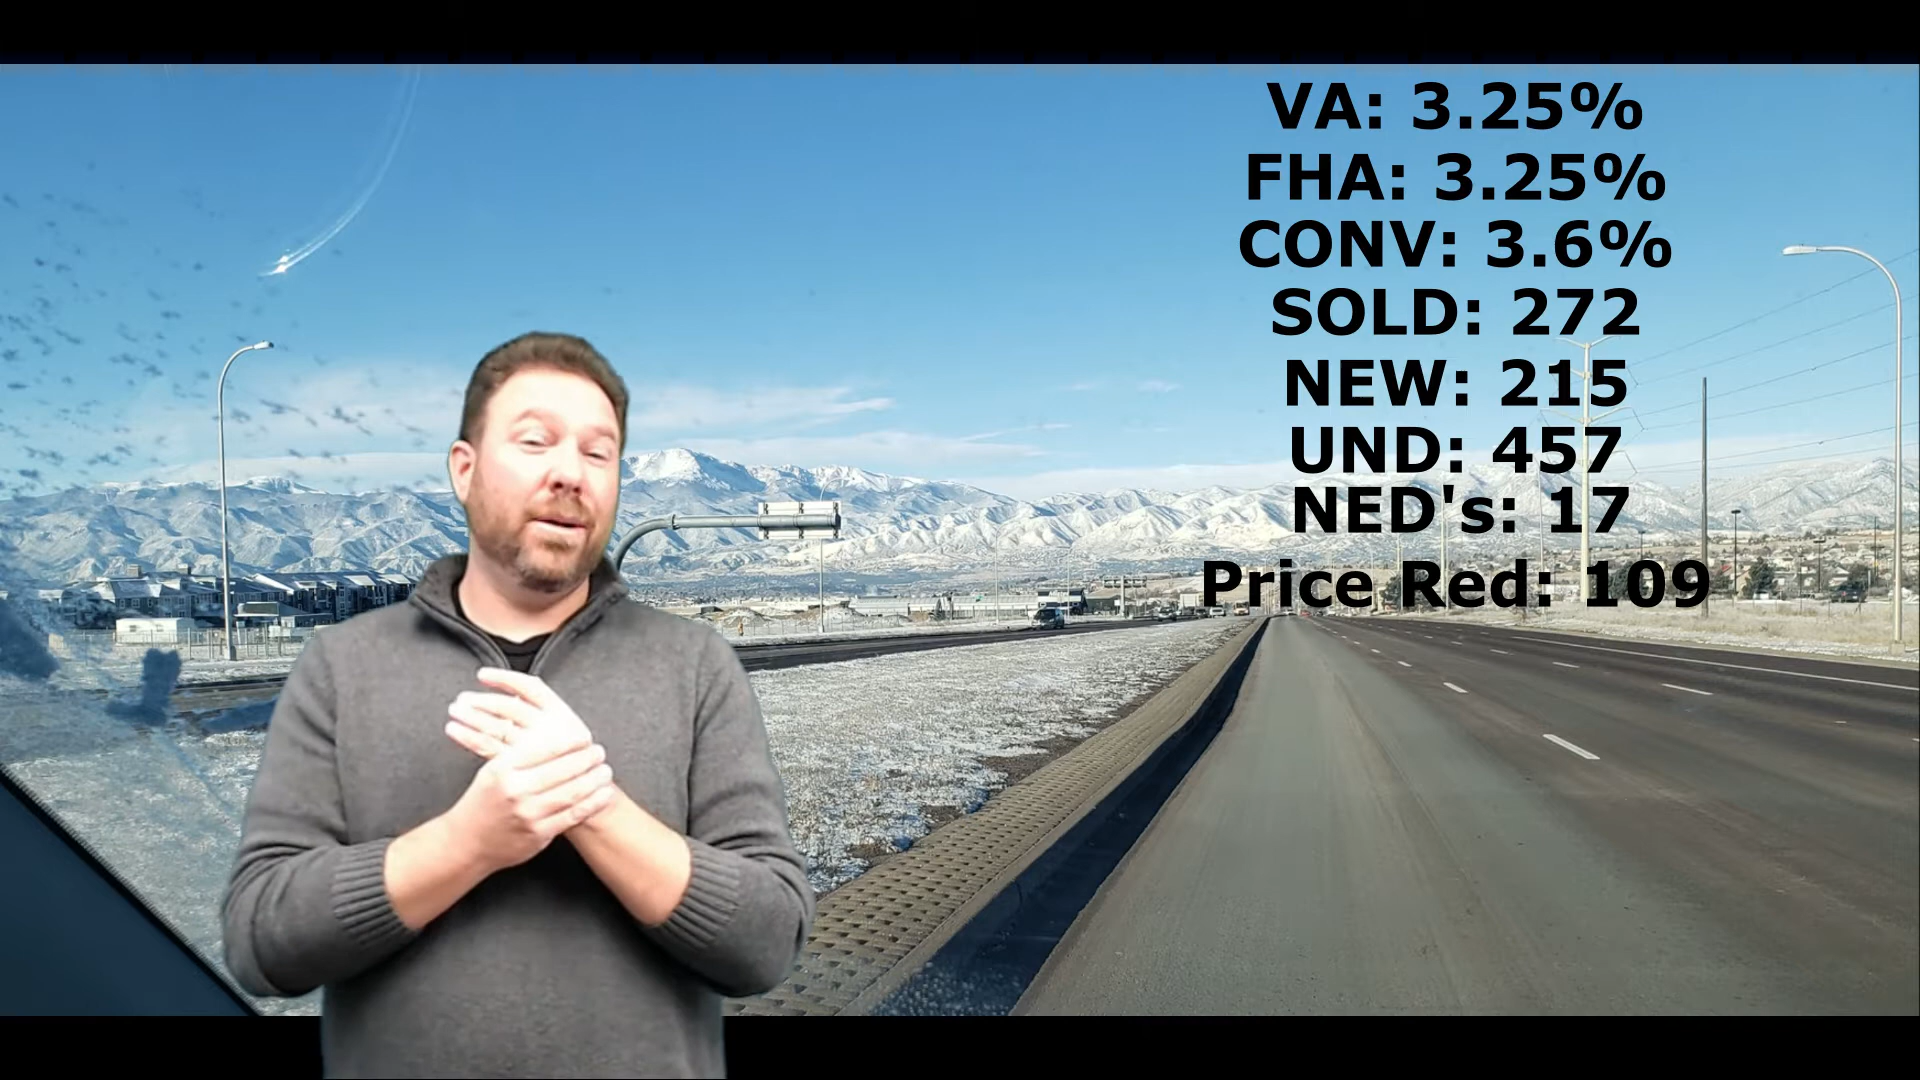 VA: 3.25%
FHA: 3.25%
CONV: 3.6%
SOLD: 272
NEW: 215
UND: 457
NED's: 17
Price Red: 109